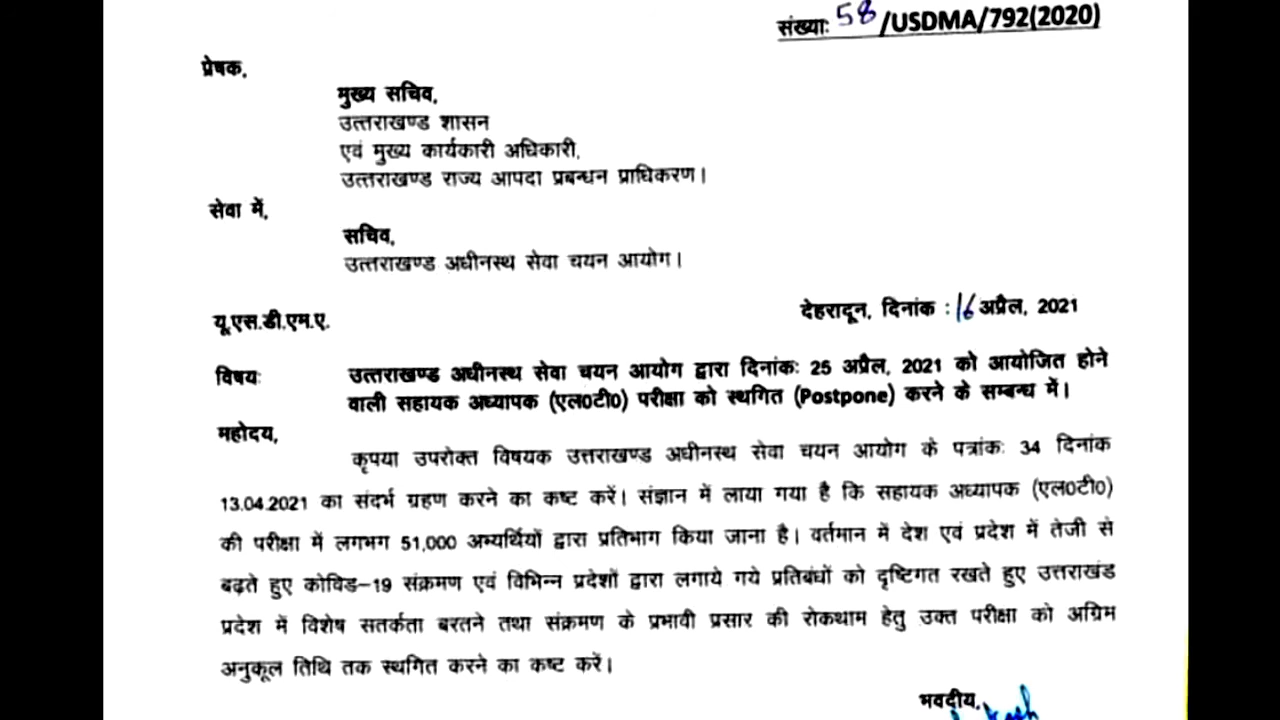 संख्याः 58/USDMA/792(2020)
प्रेषक,
मुख्य सचिव,
उत्तराखण्ड शासन
एवं मुख्य कार्यकारी अधिकारी,
उत्तराखण्ड राज्य आपदा प्रबन्धन प्राधिकरण।
सेवा में,
सचिव,
उत्तराखण्ड अधीनस्थ सेवा चयन आयोग।
यू.एस.डी.एम.ए. देहरादून, दिनांक : 16 अप्रैल, 2021
विषयः उत्तराखण्ड अधीनस्थ सेवा चयन आयोग द्वारा दिनांकः 25 अप्रैल, 2021 को आयोजित होने
वाली सहायक अध्यापक (एल0टी0) परीक्षा को स्थगित (Postpone) करने के सम्बन्ध में।
महोदय,
कृपया उपरोक्त विषयक उत्तराखण्ड अधीनस्थ सेवा चयन आयोग के पत्रांकः 34 दिनांक
13.04.2021 का संदर्भ ग्रहण करने का कष्ट करें। संज्ञान में लाया गया है कि सहायक अध्यापक (एल0टी0)
की परीक्षा में लगभग 51,000 अभ्यर्थियों द्वारा प्रतिभाग किया जाना है। वर्तमान में देश एवं प्रदेश में तेजी से
बढ़ते हुए कोविड-19 संक्रमण एवं विभिन्न प्रदेशों द्वारा लगाये गये प्रतिबंधों को दृष्टिगत रखते हुए उत्तराखंड
प्रदेश में विशेष सतर्कता बरतने तथा संक्रमण के प्रभावी प्रसार की रोकथाम हेतु उक्त परीक्षा को अग्रिम
अनुकूल तिथि तक स्थगित करने का कष्ट करें।
भवदीय,